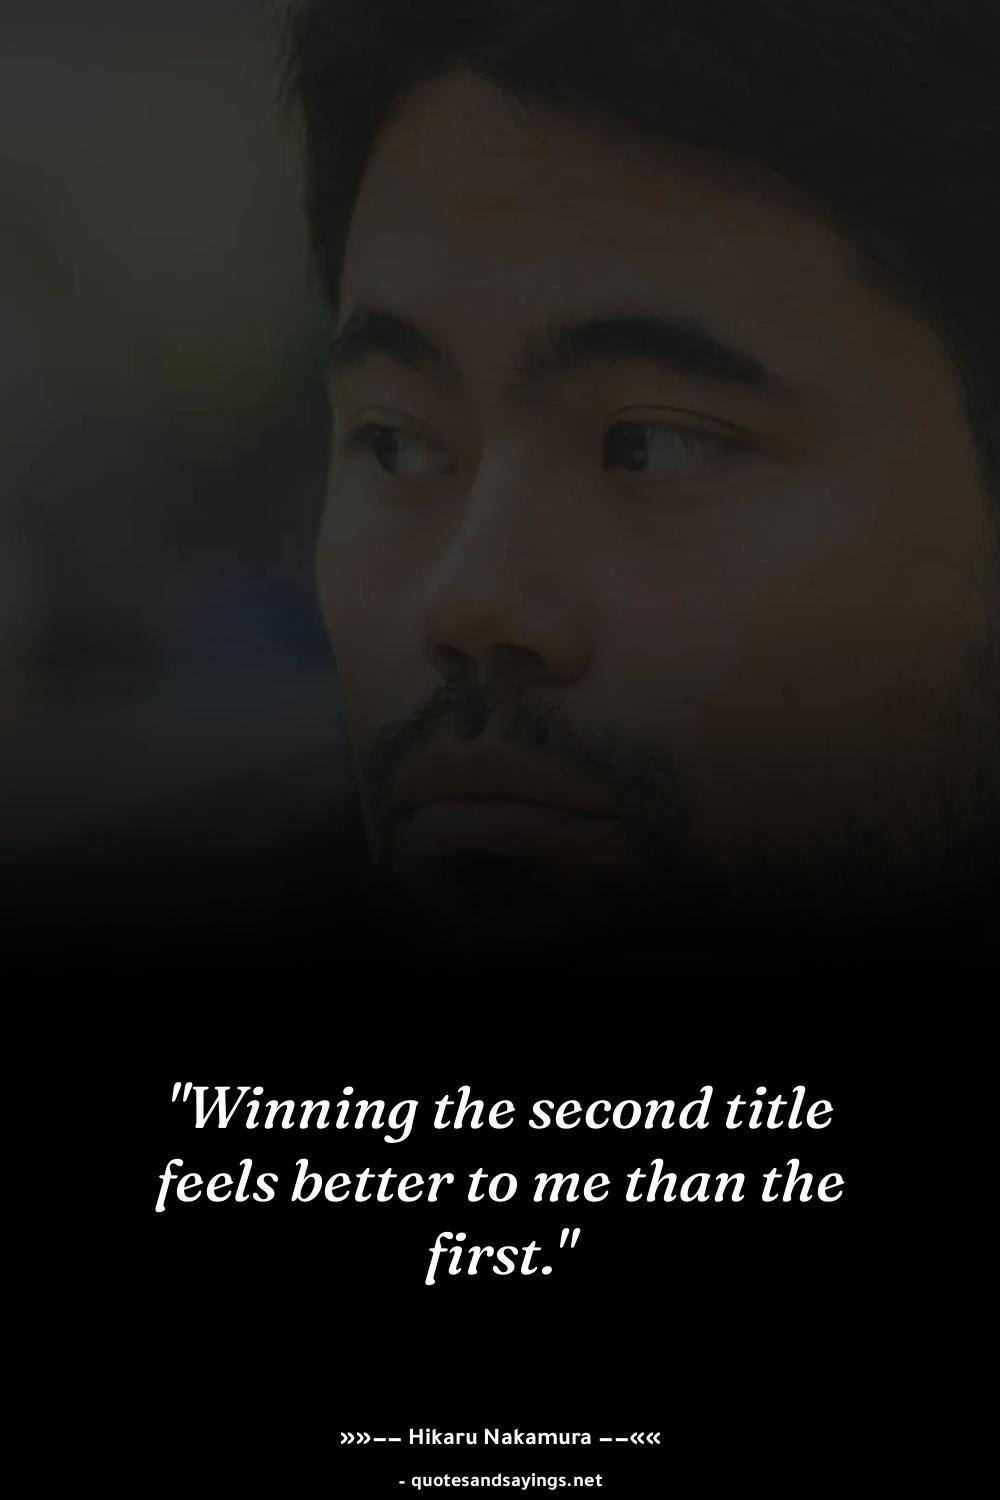 "Winning the second title
feels better to me than the
first."
»»−− Hikaru Nakamura −−««
- quotesandsayings.net